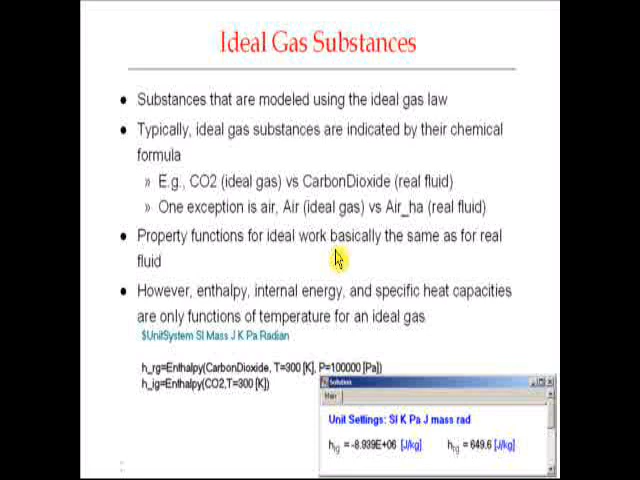 Ideal Gas Substances
● Substances that are modeled using the ideal gas law
● Typically, ideal gas substances are indicated by their chemical
formula
» E.g., CO2 (ideal gas) vs CarbonDioxide (real fluid)
» One exception is air, Air (ideal gas) vs Air_ha (real fluid)
● Property functions for ideal work basically the same as for real
fluid
● However, enthalpy, internal energy, and specific heat capacities
are only functions of temperature for an ideal gas
$UnitSystem SI Mass J K Pa Radian
h_rg=Enthalpy(CarbonDioxide, T=300 [K], P=100000 [Pa])
h_ig=Enthalpy(CO2,T=300 [K])
Solution
Main
Unit Settings: SI K Pa J mass rad
h_ig = -8.939E+06 [J/kg] h_rg = 649.6 [J/kg]